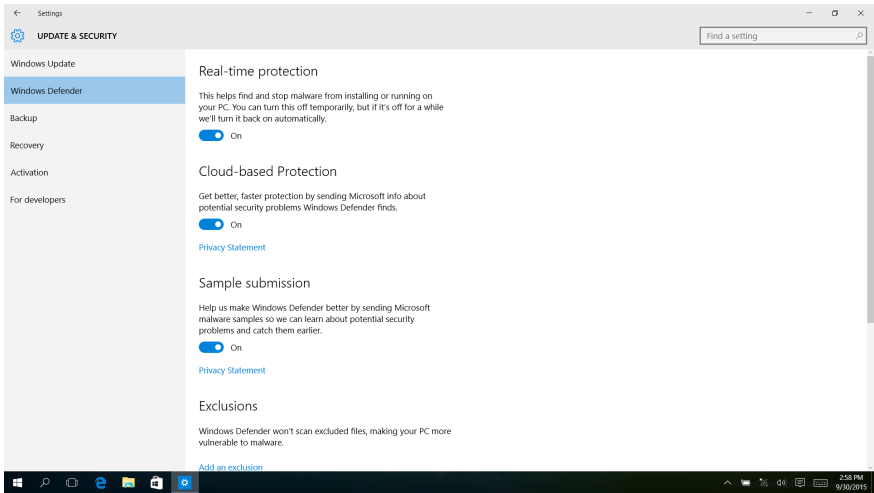 Settings
UPDATE & SECURITY
Find a setting
Windows Update
Windows Defender
Backup
Recovery
Activation
For developers
Real-time protection
This helps find and stop malware from installing or running on
your PC. You can turn this off temporarily, but if it's off for a while
we'll turn it back on automatically.
On
Cloud-based Protection
Get better, faster protection by sending Microsoft info about
potential security problems Windows Defender finds.
On
Privacy Statement
Sample submission
Help us make Windows Defender better by sending Microsoft
malware samples so we can learn about potential security
problems and catch them earlier.
On
Privacy Statement
Exclusions
Windows Defender won't scan excluded files, making your PC more
vulnerable to malware.
Add an exclusion
2:58 PM
9/30/2015